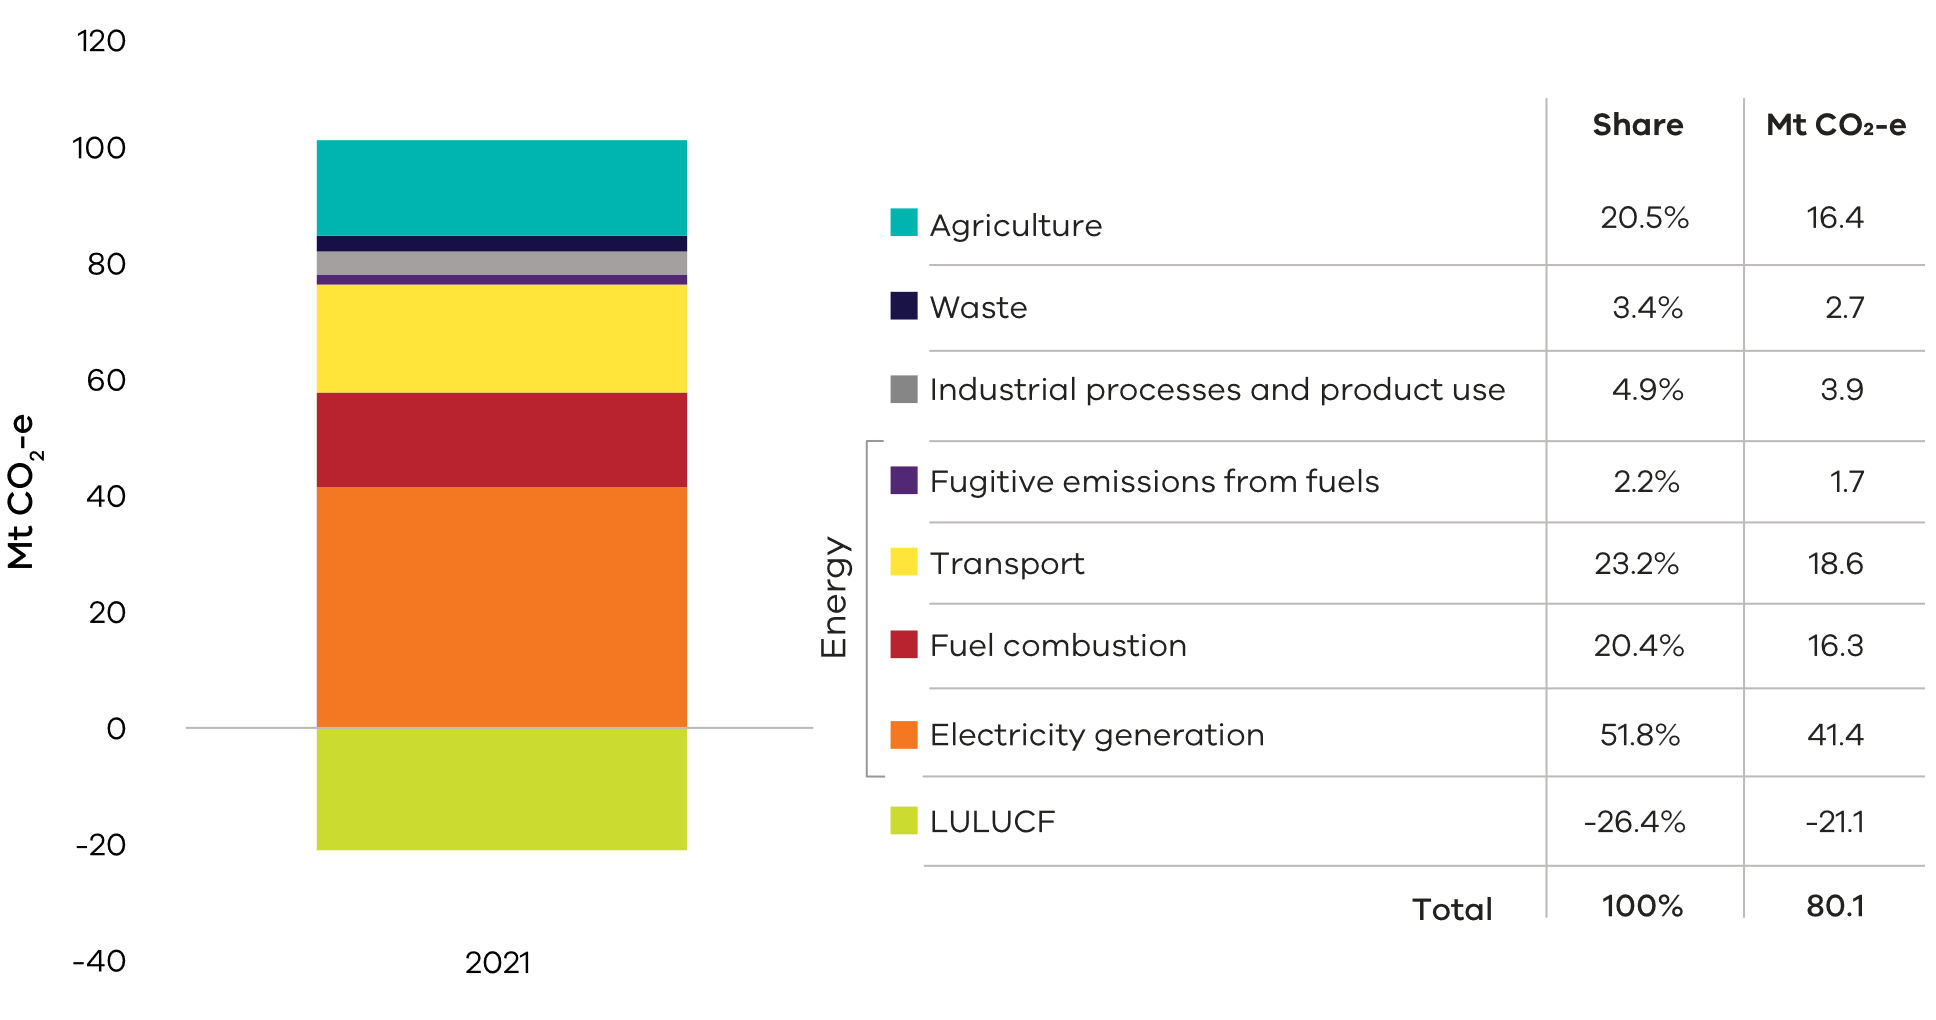 120
100
80
60
40
20
0
-20
-40
Mt CO₂-e
2021
Share Mt CO₂-e
Agriculture 20.5% 16.4
Waste 3.4% 2.7
Industrial processes and product use 4.9% 3.9
Energy
Fugitive emissions from fuels 2.2% 1.7
Transport 23.2% 18.6
Fuel combustion 20.4% 16.3
Electricity generation 51.8% 41.4
LULUCF -26.4% -21.1
Total 100% 80.1